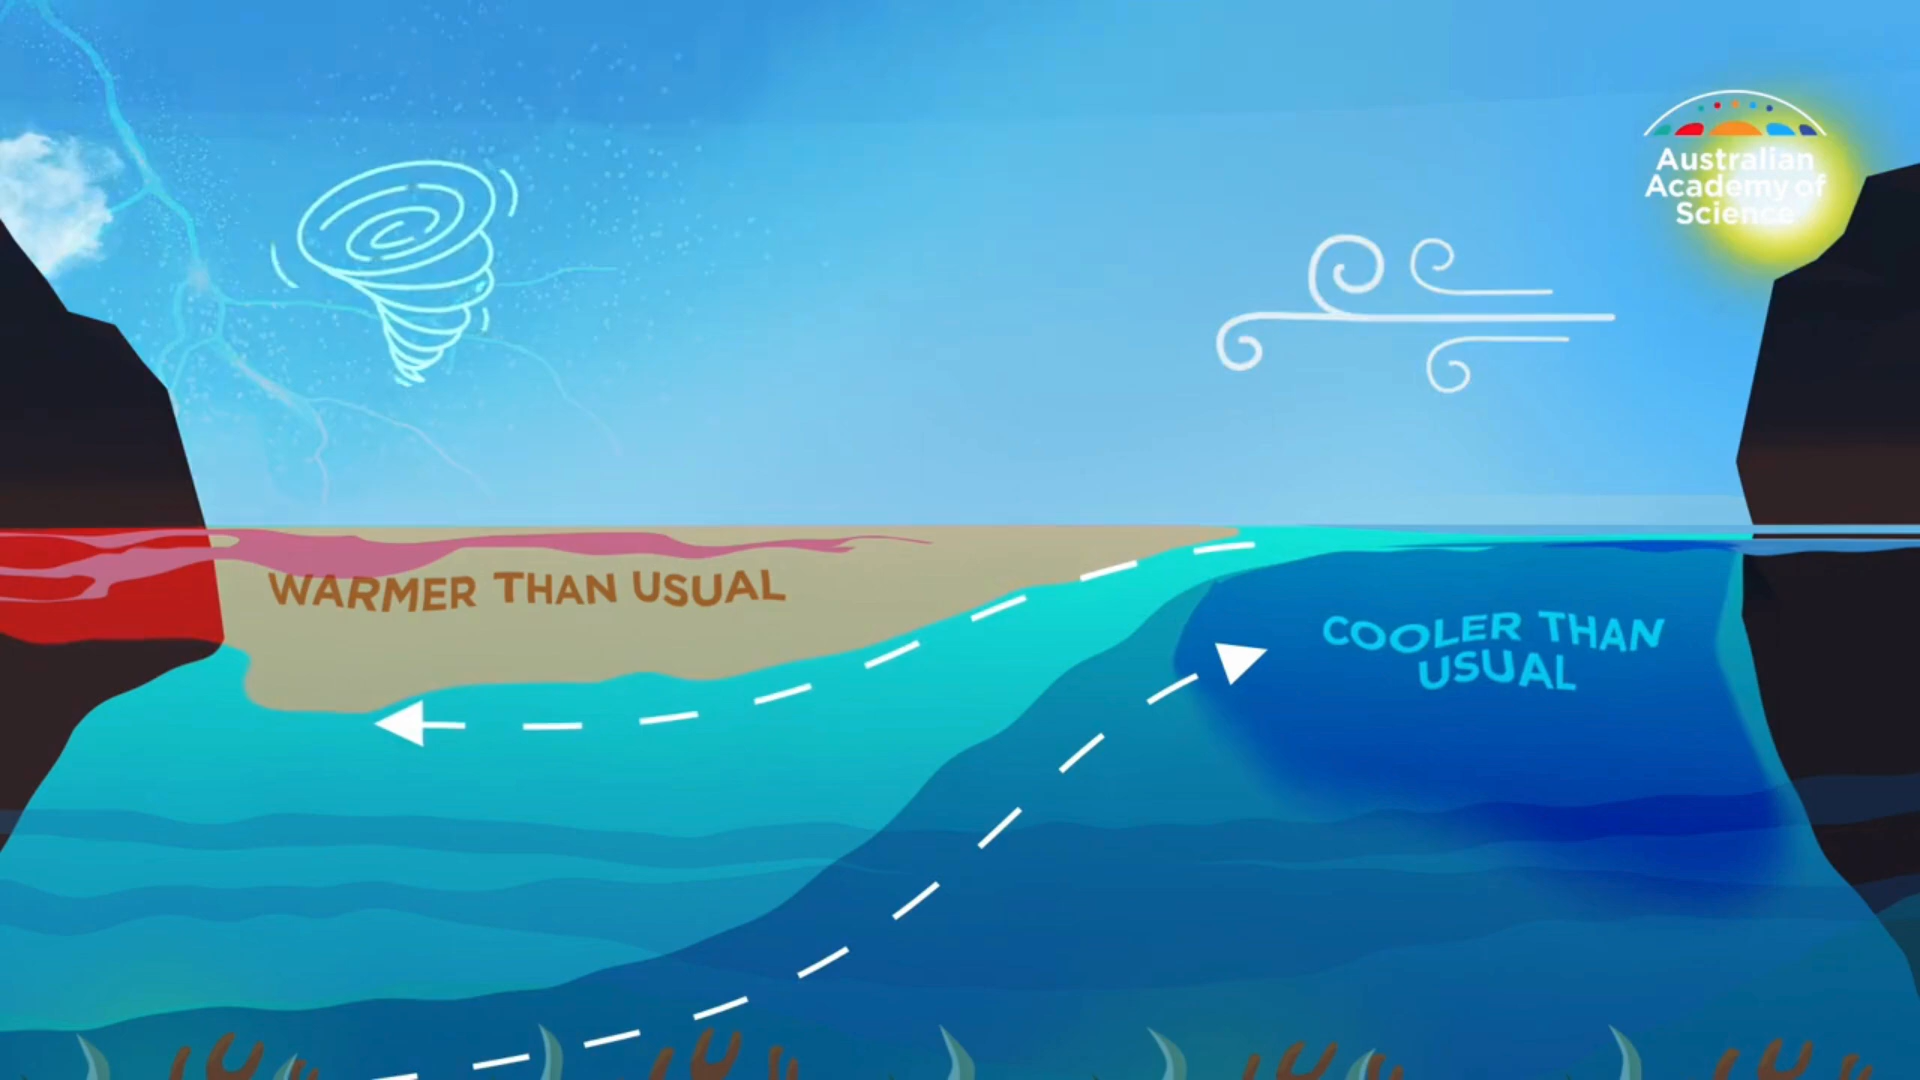 Australian
Academy of
Science
WARMER THAN USUAL
COOLER THAN
USUAL